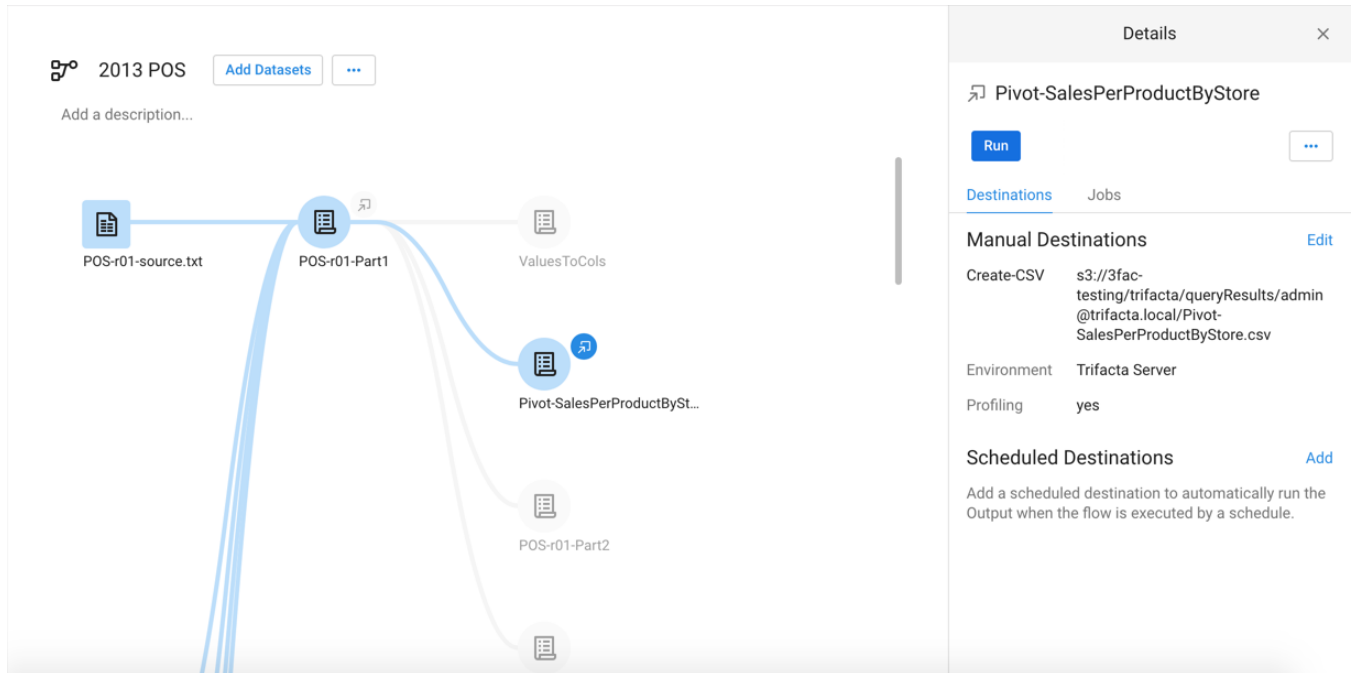 2013 POS
Add Datasets
...
Add a description...
POS-r01-source.txt
POS-r01-Part1
ValuesToCols
Pivot-SalesPerProductBySt...
POS-r01-Part2
Details
Pivot-SalesPerProductByStore
Run
...
Destinations Jobs
Manual Destinations Edit
Create-CSV s3://3fac-
testing/trifacta/queryResults/admin
@trifacta.local/Pivot-
SalesPerProductByStore.csv
Environment Trifacta Server
Profiling yes
Scheduled Destinations Add
Add a scheduled destination to automatically run the
Output when the flow is executed by a schedule.